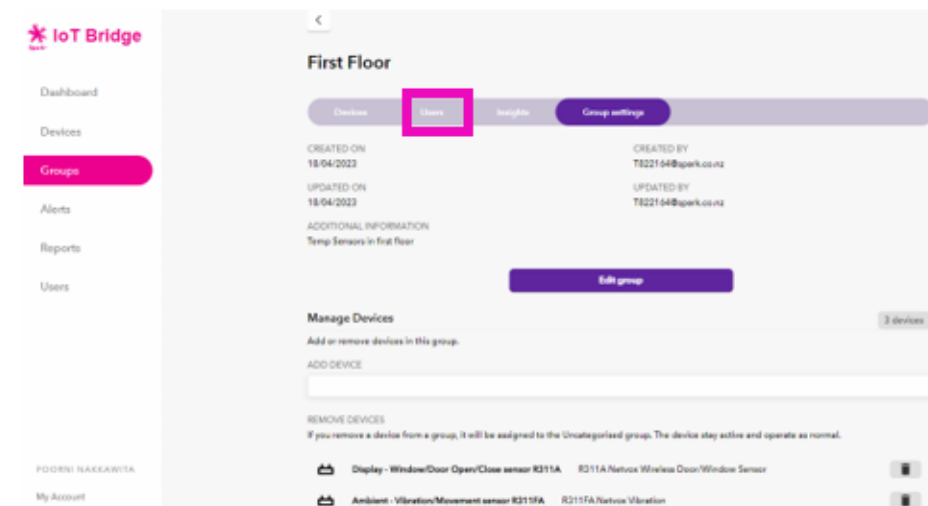 IoT Bridge
Spark
First Floor
Dashboard
Devices
Groups
Alerts
Reports
Users
Devices Users Insights Group settings
CREATED ON CREATED BY
18/04/2023 T822164@spark.co.nz
UPDATED ON UPDATED BY
18/04/2023 T822164@spark.co.nz
ADDITIONAL INFORMATION
Temp Sensors in first floor
Edit group
Manage Devices 3 devices
Add or remove devices in this group.
ADD DEVICE
REMOVE DEVICES
If you remove a device from a group, it will be assigned to the Uncategorised group. The device stay active and operate as normal.
Display - Window/Door Open/Close sensor R311A R311A Netvox Wireless Door/Window Sensor
Ambient - Vibration/Movement sensor R311FA R311FA Netvox Vibration
POORNI NAKKAWITA
My Account